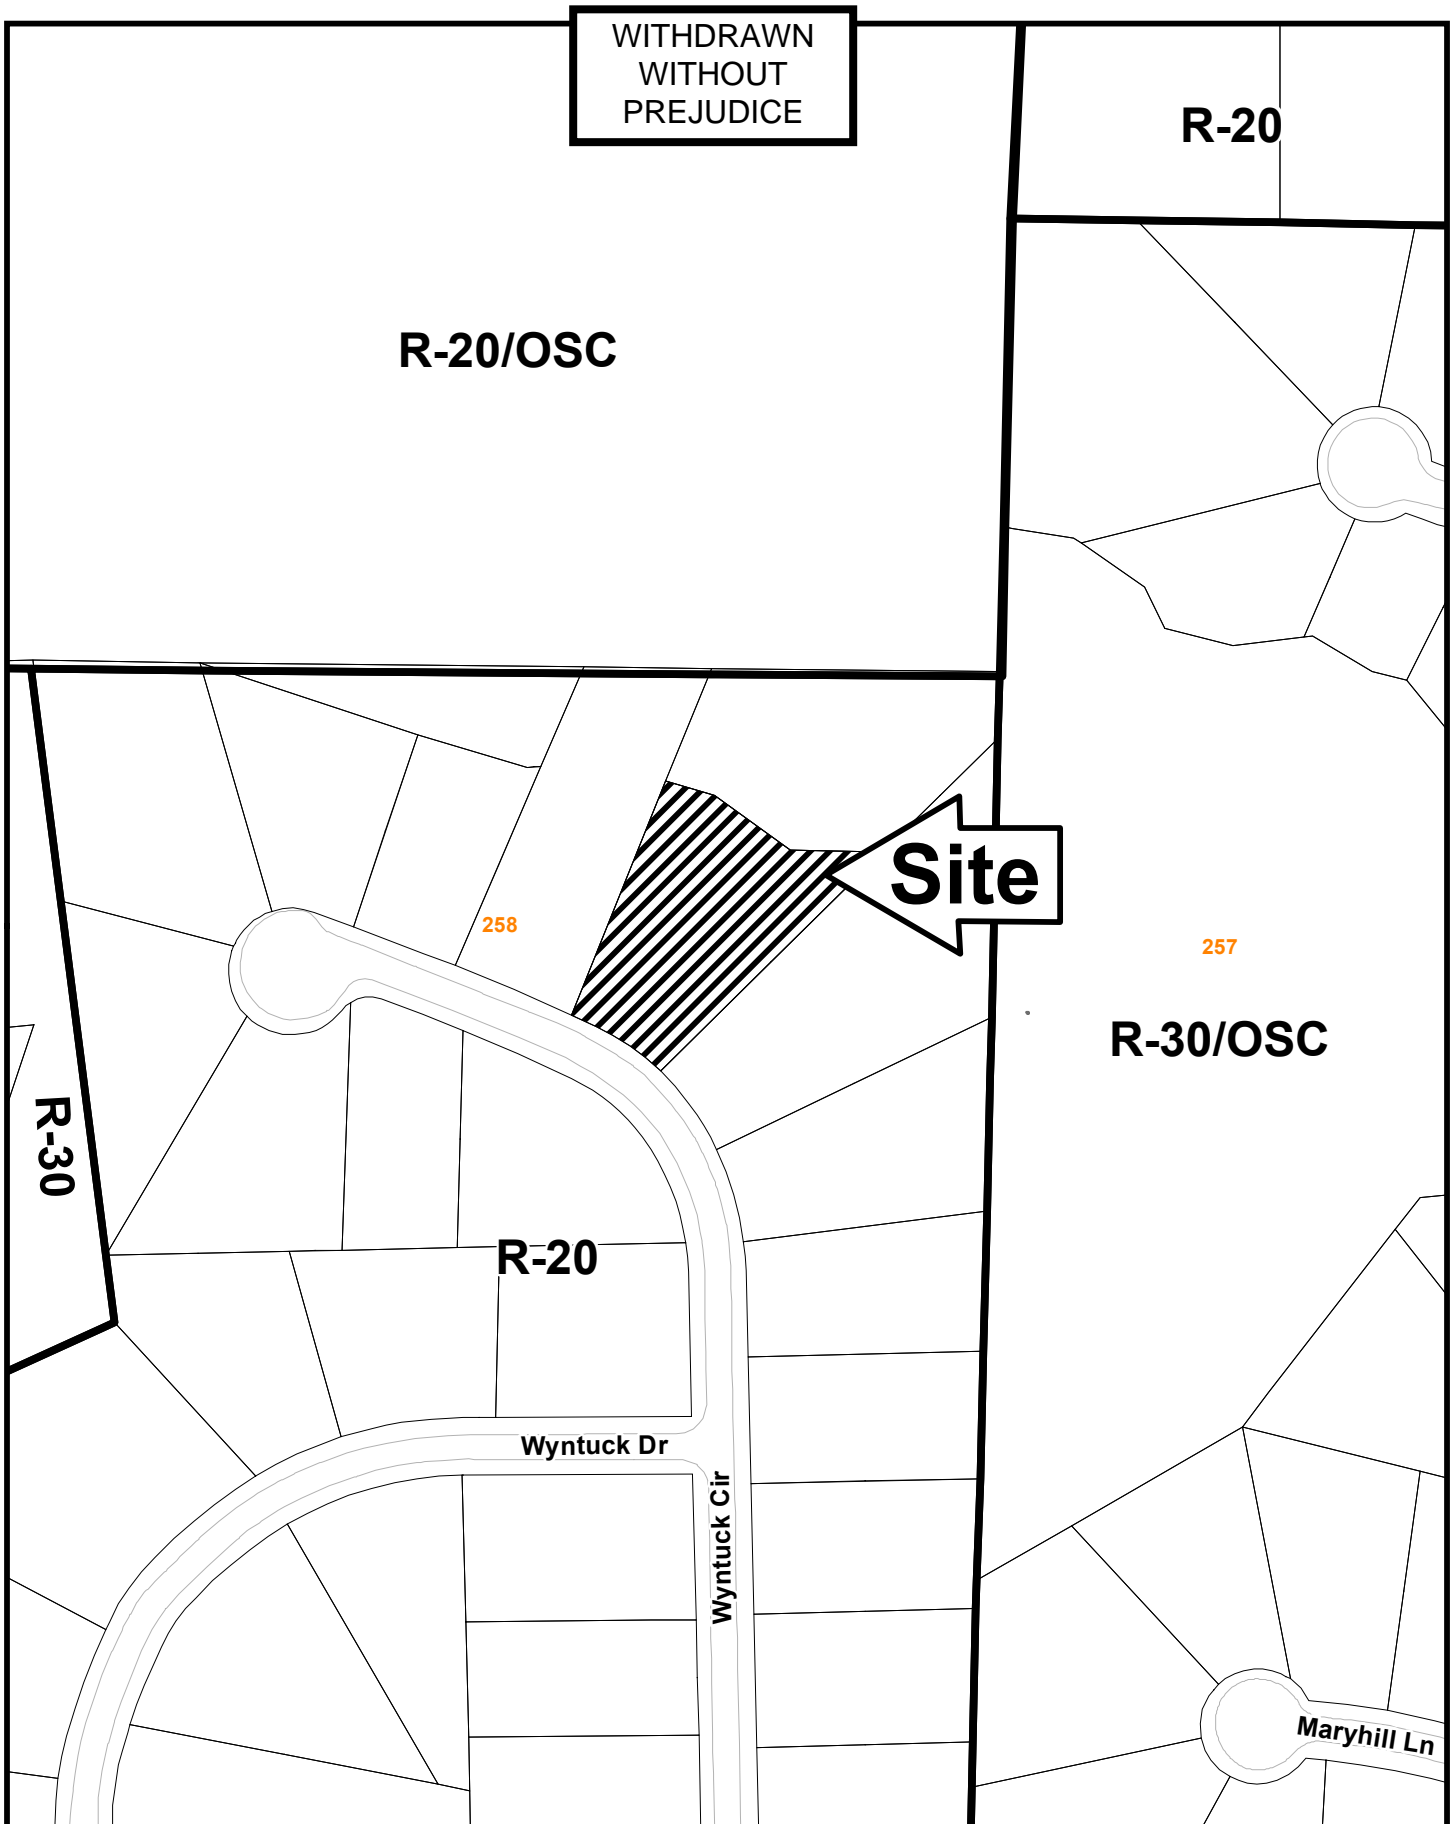 WITHDRAWN
WITHOUT
PREJUDICE
R-20
R-20/OSC
Site
258
257
R-30/OSC
R-30
R-20
Wyntuck Dr
Wyntuck Cir
Maryhill Ln